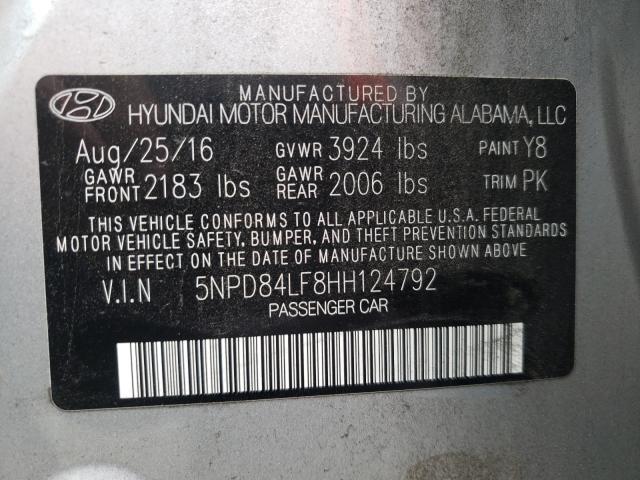 MANUFACTURED BY
HYUNDAI MOTOR MANUFACTURING ALABAMA, LLC
Aug/25/16 GVWR 3924 lbs PAINT Y8
GAWR FRONT 2183 lbs GAWR REAR 2006 lbs TRIM PK
THIS VEHICLE CONFORMS TO ALL APPLICABLE U.S.A. FEDERAL
MOTOR VEHICLE SAFETY, BUMPER, AND THEFT PREVENTION STANDARDS
IN EFFECT ON THE DATE OF MANUFACTURE SHOWN ABOVE.
V.I.N 5NPD84LF8HH124792
PASSENGER CAR